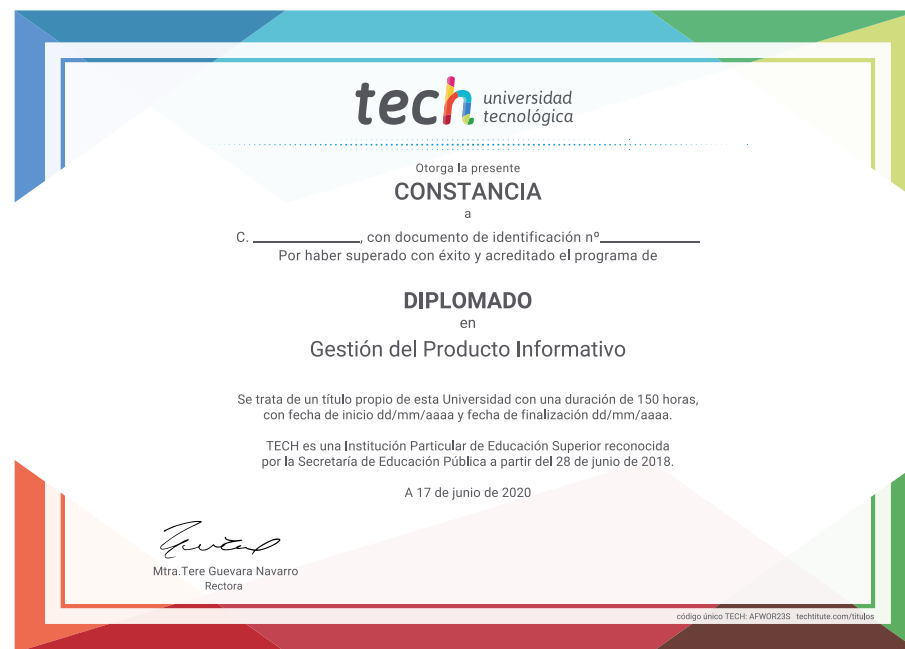 tech universidad
tecnológica
Otorga la presente
CONSTANCIA
a
C. ______________, con documento de identificación nº_____________
Por haber superado con éxito y acreditado el programa de
DIPLOMADO
en
Gestión del Producto Informativo
Se trata de un título propio de esta Universidad con una duración de 150 horas,
con fecha de inicio dd/mm/aaaa y fecha de finalización dd/mm/aaaa.
TECH es una Institución Particular de Educación Superior reconocida
por la Secretaría de Educación Pública a partir del 28 de junio de 2018.
A 17 de junio de 2020
Mtra.Tere Guevara Navarro
Rectora
código único TECH: AFWOR23S techtitute.com/titulos